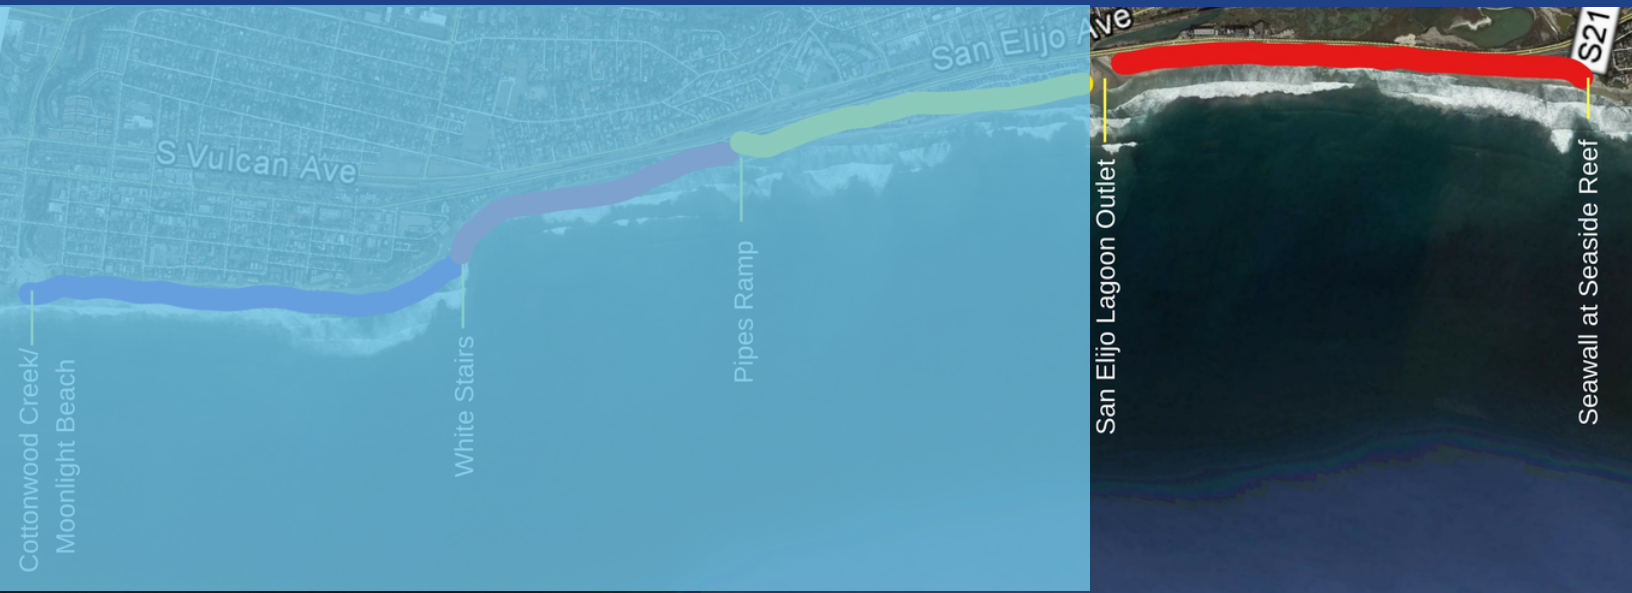 San Elijo A
Ave
S21
S Vulcan Ave
Cottonwood Creek/
Moonlight Beach
White Stairs
Pipes Ramp
San Elijo Lagoon Outlet
Seawall at Seaside Reef